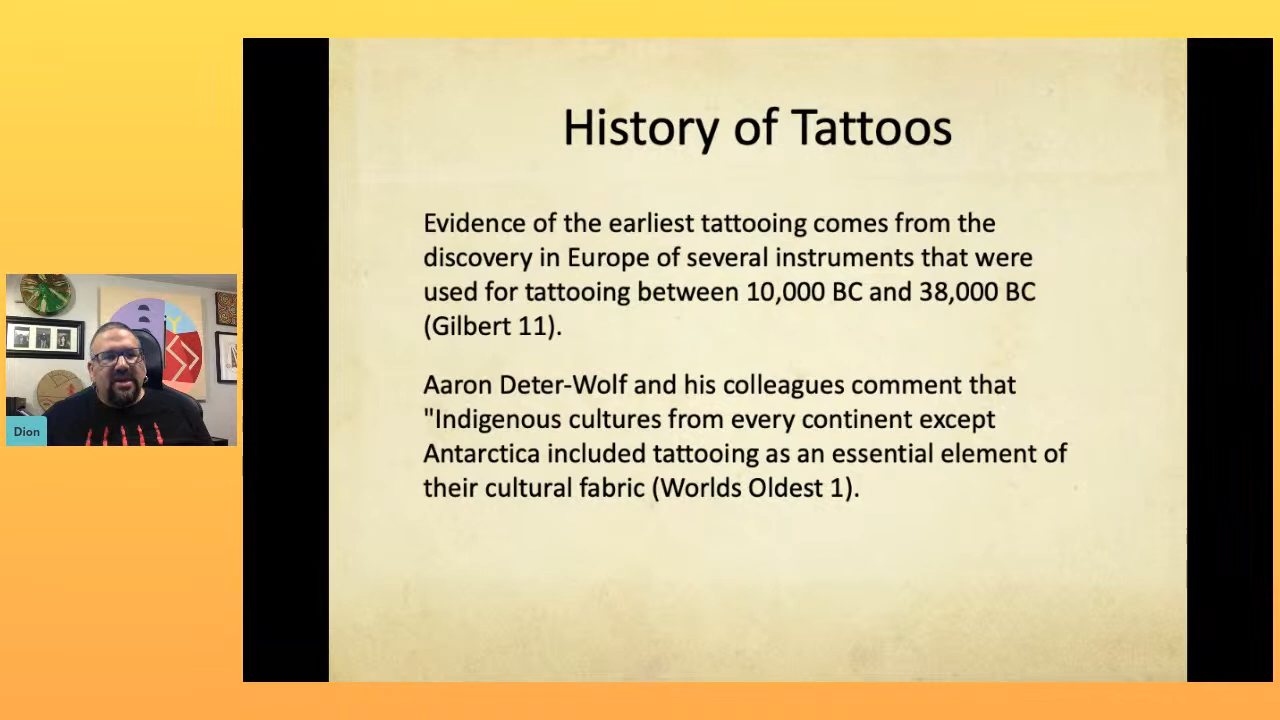 History of Tattoos
Evidence of the earliest tattooing comes from the
discovery in Europe of several instruments that were
used for tattooing between 10,000 BC and 38,000 BC
(Gilbert 11).
Aaron Deter-Wolf and his colleagues comment that
"Indigenous cultures from every continent except
Antarctica included tattooing as an essential element of
their cultural fabric (Worlds Oldest 1).
Dion